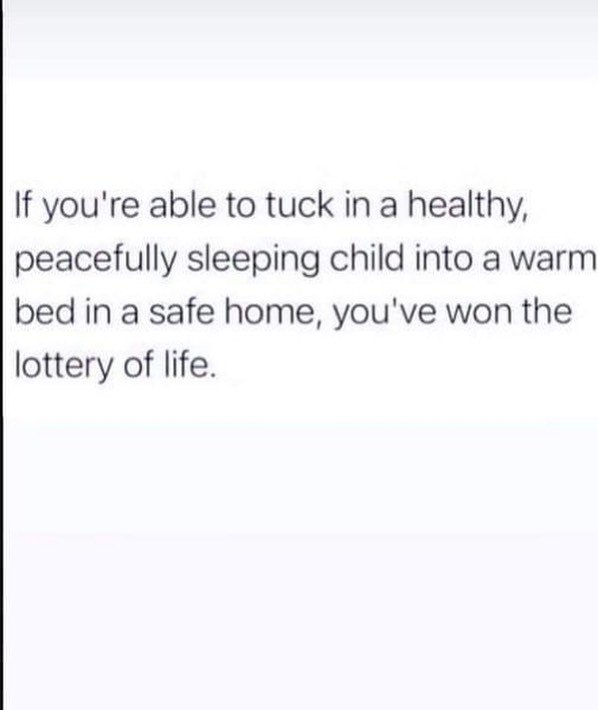 If you're able to tuck in a healthy,
peacefully sleeping child into a warm
bed in a safe home, you've won the
lottery of life.